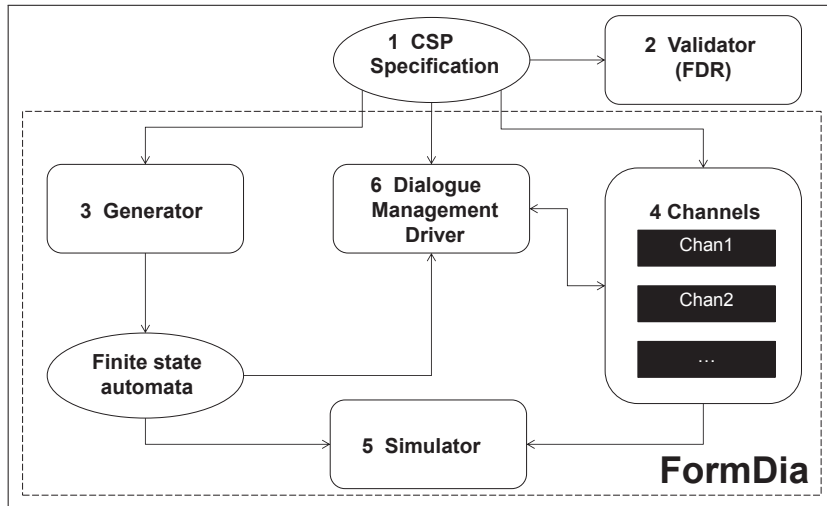 1 CSP
Specification
2 Validator
(FDR)
3 Generator
6 Dialogue
Management
Driver
4 Channels
Chan1
Chan2
...
Finite state
automata
5 Simulator
FormDia